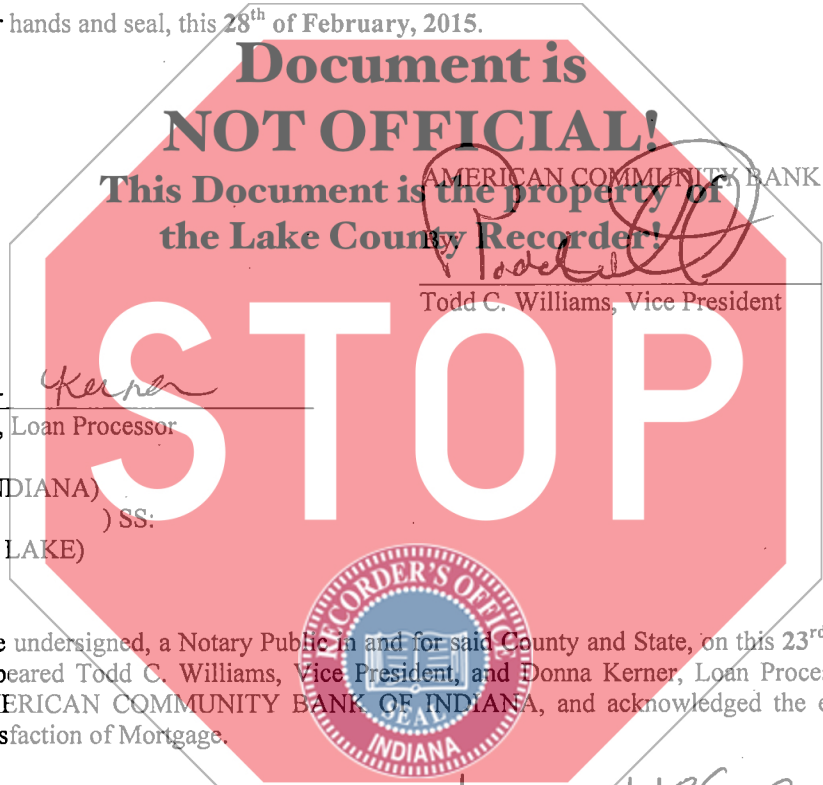 r hands and seal, this 28th of February, 2015.
Document is
NOT OFFICIAL!
This Document is the property of
the Lake County Recorder!
AMERICAN COMMUNITY BANK
By:
Todd C. Williams, Vice President
STOP
Kerner
, Loan Processor
NDIANA)
) SS:
LAKE)
RECORDER'S OFFICE
SEAL
INDIANA
e undersigned, a Notary Public in and for said County and State, on this 23rd
peared Todd C. Williams, Vice President, and Donna Kerner, Loan Proces
ERICAN COMMUNITY BANK OF INDIANA, and acknowledged the e
sfaction of Mortgage.